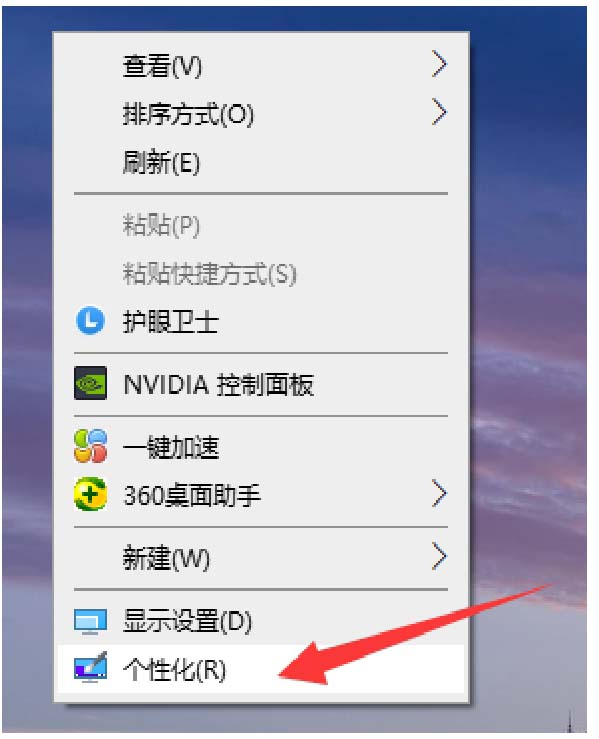 查看(V)
排序方式(O)
刷新(E)
粘贴(P)
粘贴快捷方式(S)
护眼卫士
NVIDIA 控制面板
一键加速
360桌面助手
新建(W)
显示设置(D)
个性化(R)